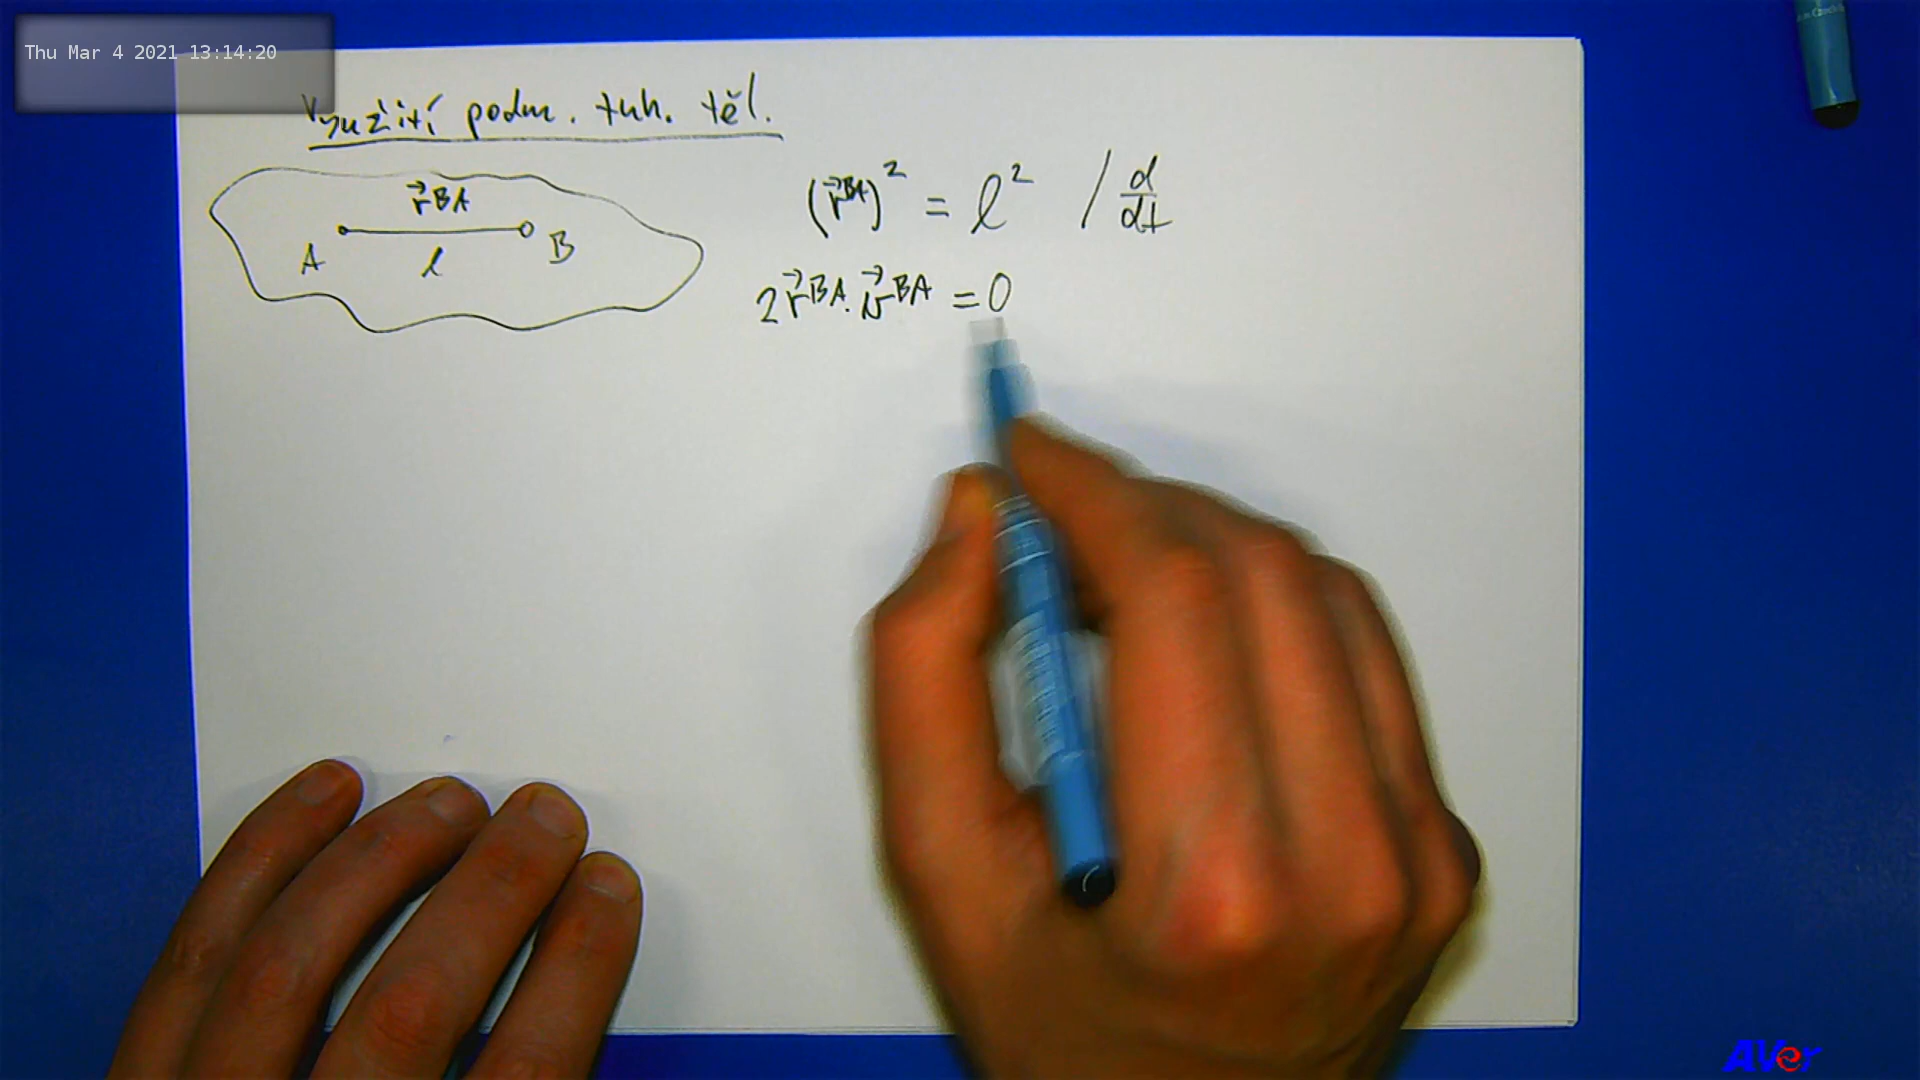 Thu Mar 4 2021 13:14:20
Využití podm. tuh. těl.
r⃗ᴮᴬ
A l B
(r⃗ᴮᴬ)² = l² / d/dt
2r⃗ᴮᴬ . v⃗ᴮᴬ = 0
AVer